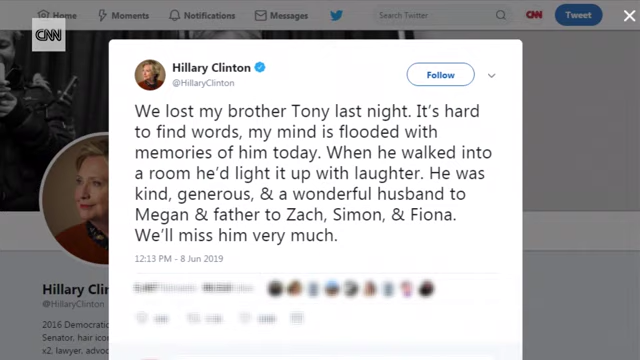 Home
Moments
Notifications
Messages
Search Twitter
CNN
Tweet
CNN
Hillary Clinton
@HillaryClinton
Follow
We lost my brother Tony last night. It's hard
to find words, my mind is flooded with
memories of him today. When he walked into
a room he'd light it up with laughter. He was
kind, generous, & a wonderful husband to
Megan & father to Zach, Simon, & Fiona.
We'll miss him very much.
12:13 PM - 8 Jun 2019
Hillary Cli
@HillaryClinton
2016 Democratic
Senator, hair ico
x2, lawyer, advoc